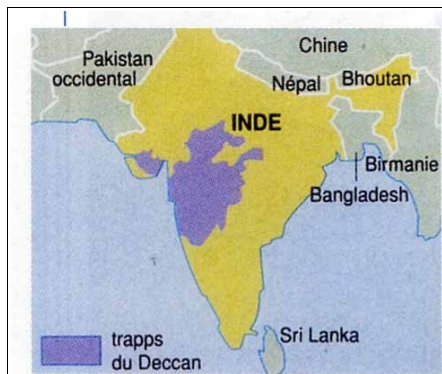 Chine
Pakistan
occidental
Népal
Bhoutan
INDE
Birmanie
Bangladesh
Sri Lanka
trapps
du Deccan